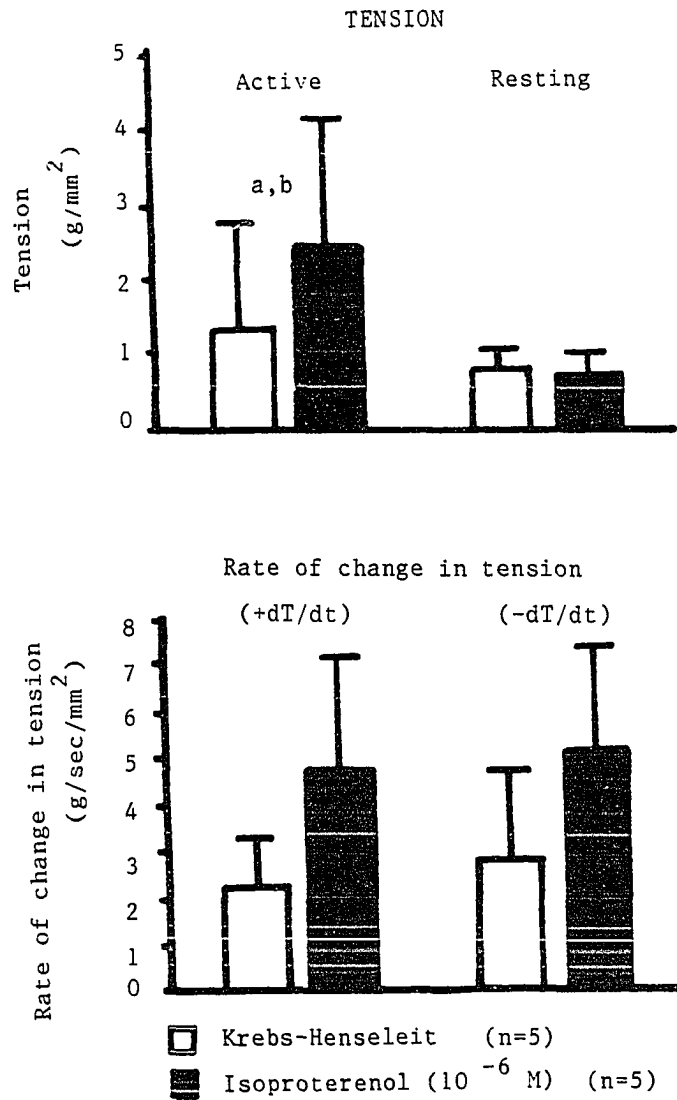 TENSION
Active Resting
5
4
3
2
1
0
a,b
Tension
(g/mm²)
Rate of change in tension
(+dT/dt) (-dT/dt)
8
7
6
5
4
3
2
1
0
Rate of change in tension
(g/sec/mm²)
Krebs-Henseleit (n=5)
Isoproterenol (10⁻⁶ M) (n=5)